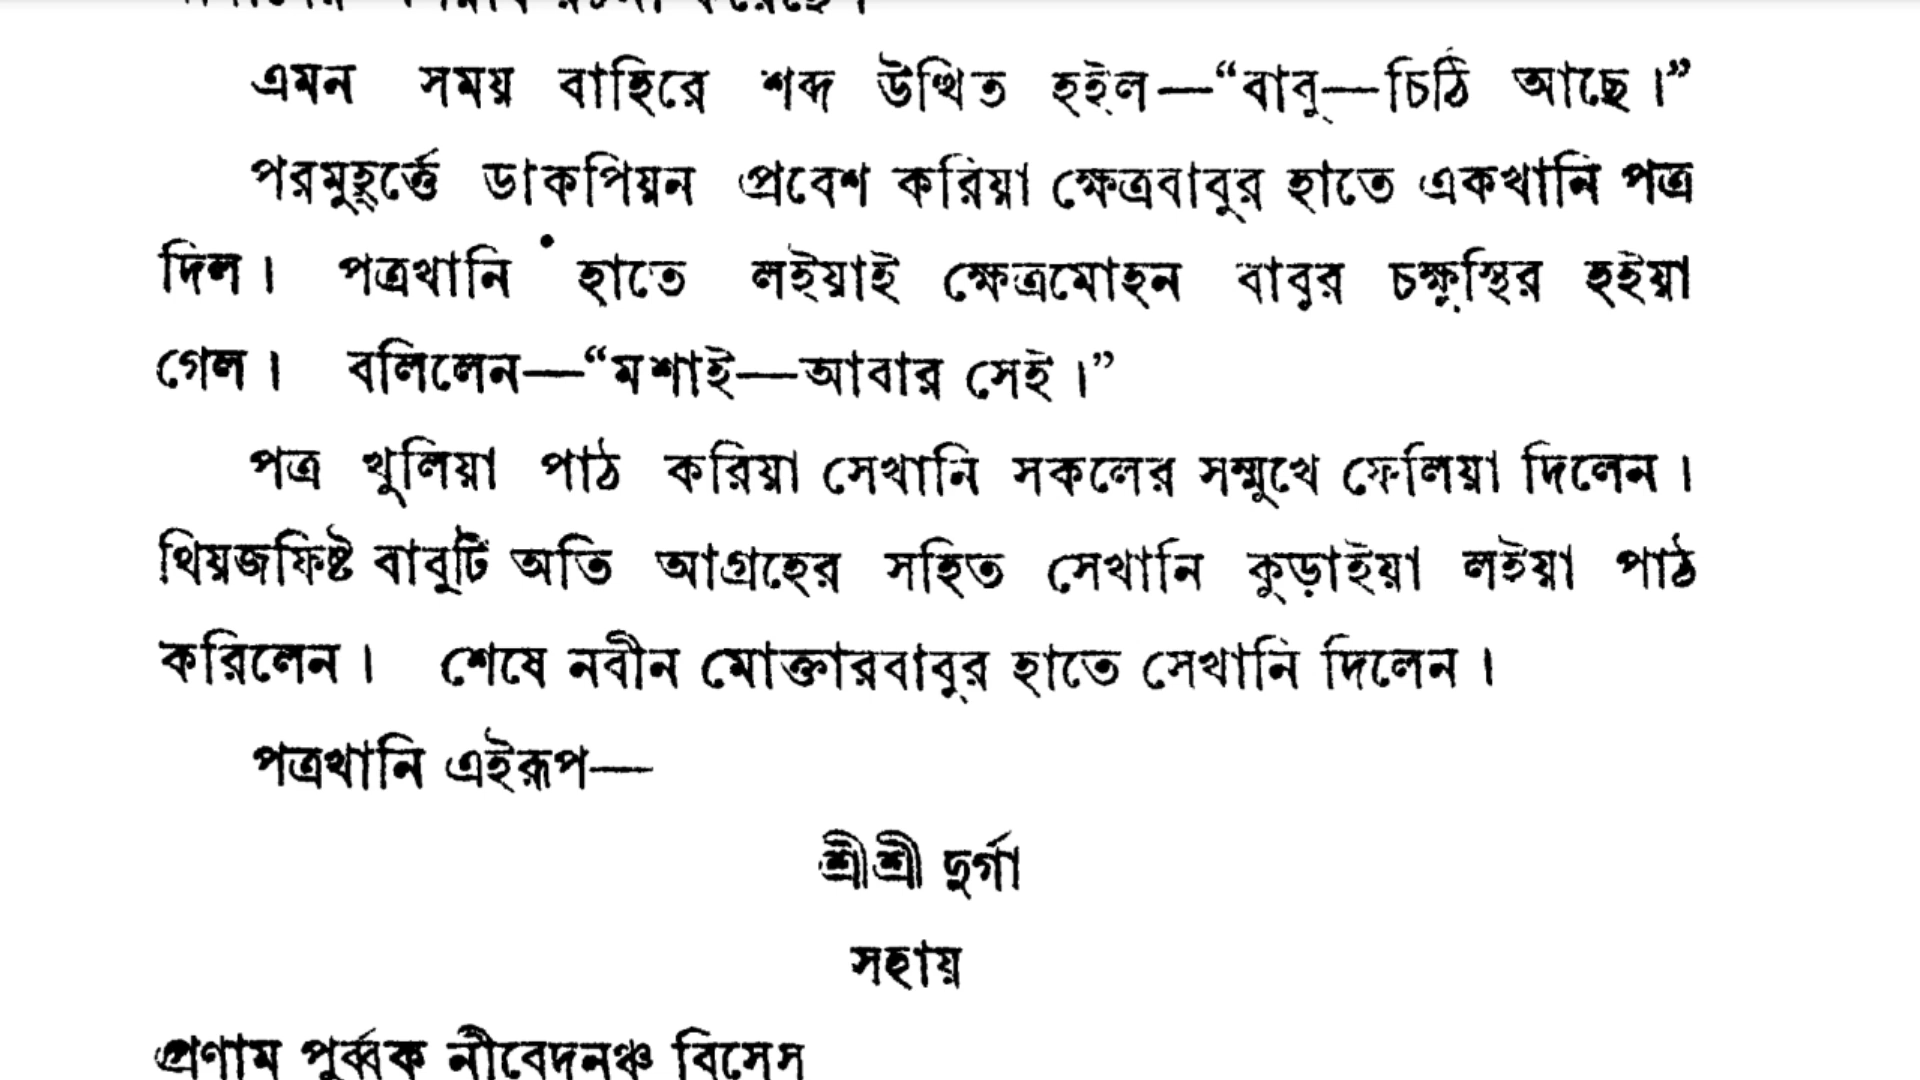 এমন সময় বাহিরে শব্দ উত্থিত হইল—“বাবু—চিঠি আছে।”
পরমুহূর্ত্তে ডাকপিয়ন প্রবেশ করিয়া ক্ষেত্রবাবুর হাতে একখানি পত্র
দিল। পত্রখানি হাতে লইয়াই ক্ষেত্রমোহন বাবুর চক্ষুস্থির হইয়া
গেল। বলিলেন—“মশাই—আবার সেই।”
পত্র খুলিয়া পাঠ করিয়া সেখানি সকলের সম্মুখে ফেলিয়া দিলেন।
থিয়জফিষ্ট বাবুটি অতি আগ্রহের সহিত সেখানি কুড়াইয়া লইয়া পাঠ
করিলেন। শেষে নবীন মোক্তারবাবুর হাতে সেখানি দিলেন।
পত্রখানি এইরূপ—
শ্রীশ্রী দুর্গা
সহায়
প্রণাম পুর্ব্বক নীবেদনঞ্চ বিসেস